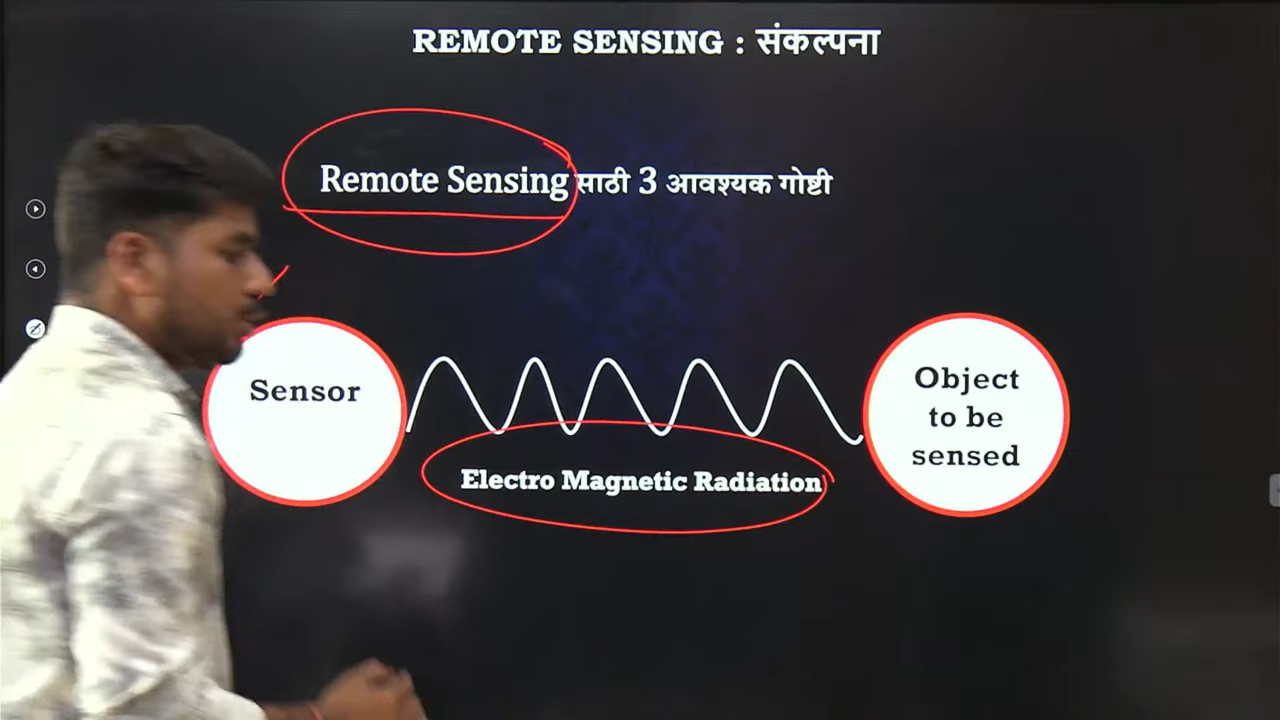 REMOTE SENSING : संकल्पना
Remote Sensing साठी 3 आवश्यक गोष्टी
Sensor
Electro Magnetic Radiation
Object
to be
sensed